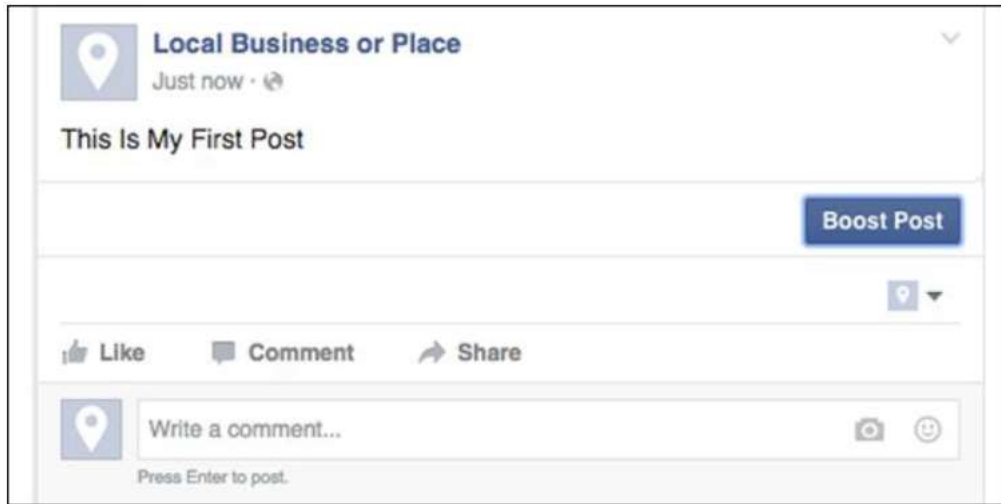 Local Business or Place
Just now ·
This Is My First Post
Boost Post
Like Comment Share
Write a comment...
Press Enter to post.